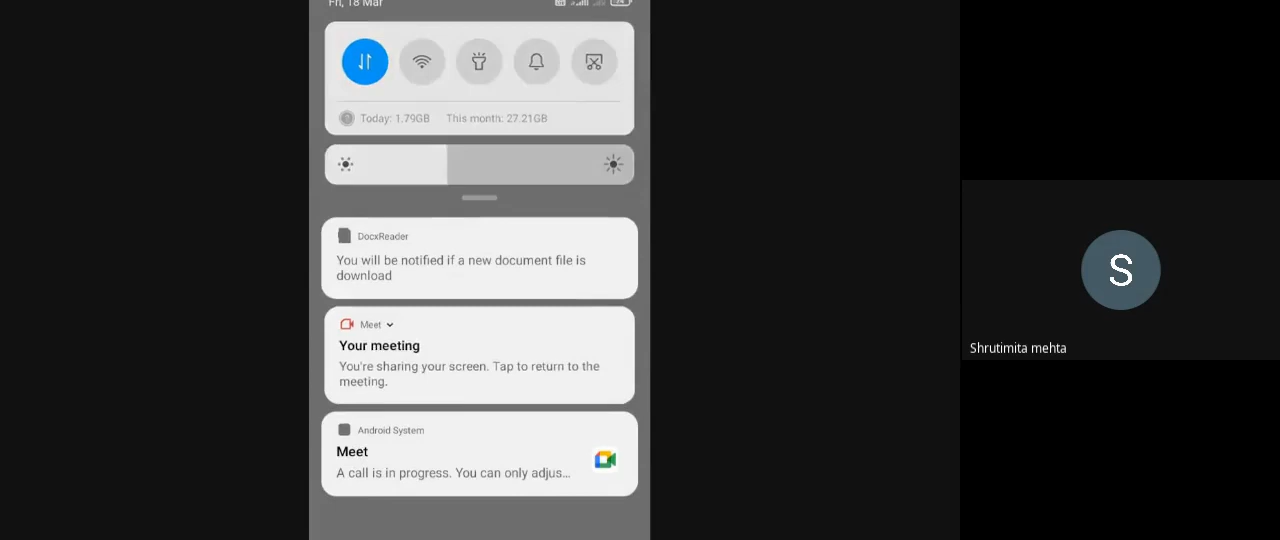 Fri, 18 Mar
Today: 1.79GB This month: 27.21GB
DocxReader
You will be notified if a new document file is
download
Meet
Your meeting
You're sharing your screen. Tap to return to the
meeting.
Android System
Meet
A call is in progress. You can only adjus...
S
Shrutimita mehta